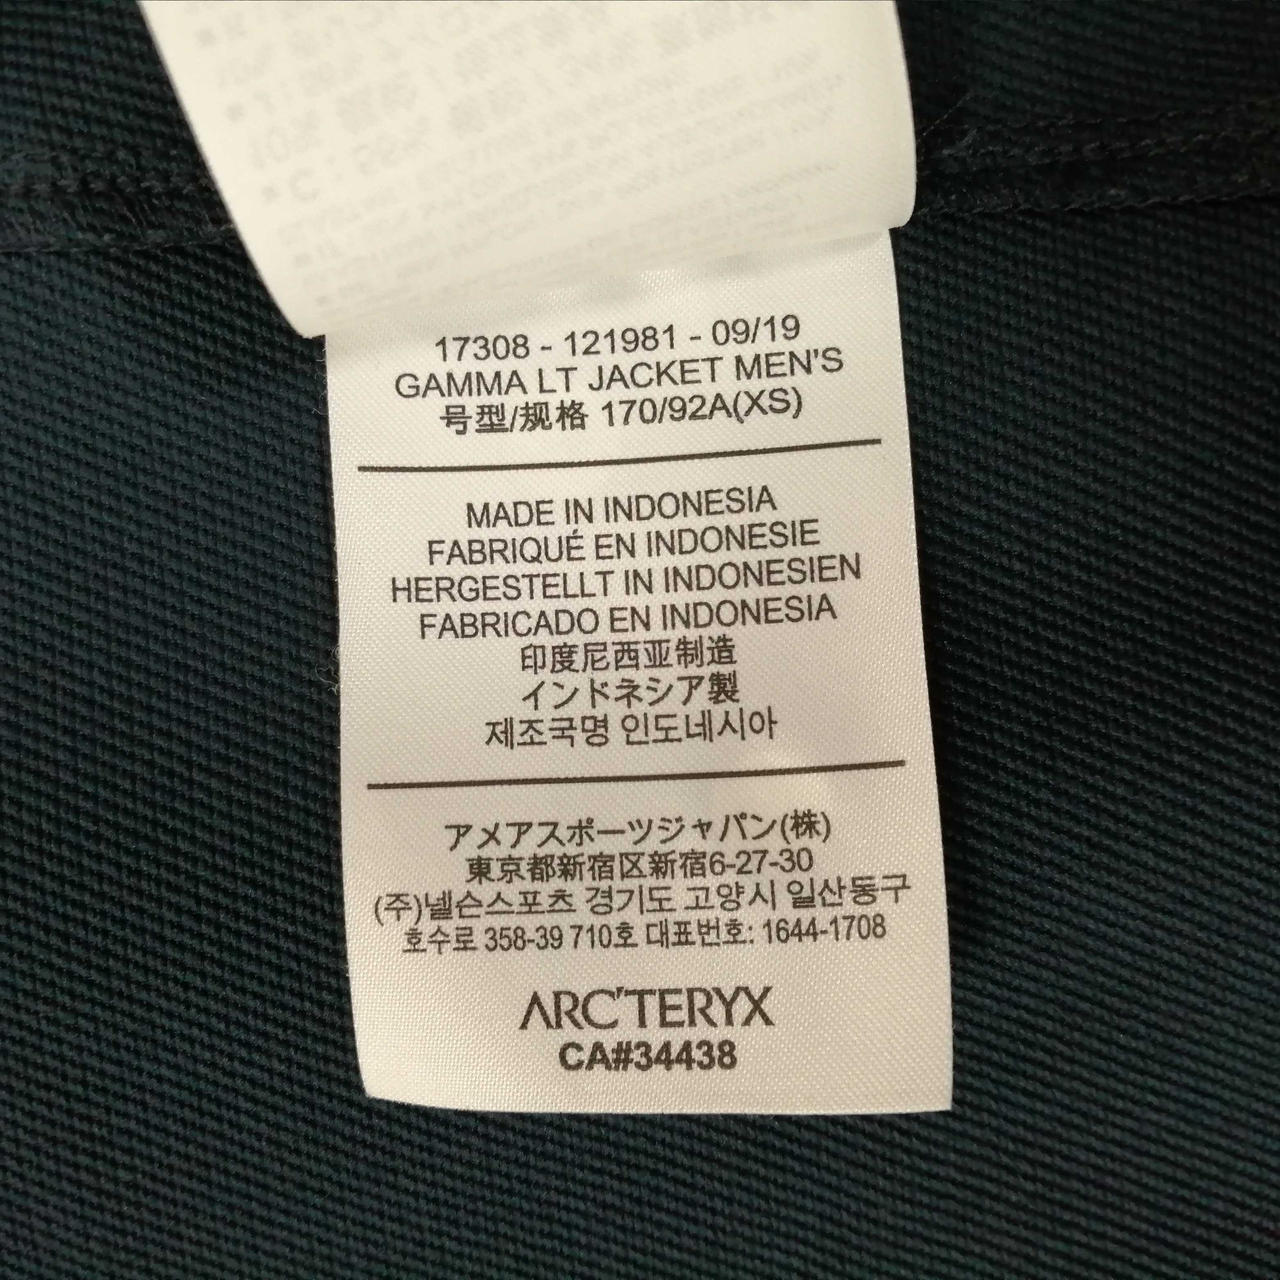 17308 - 121981 - 09/19
GAMMA LT JACKET MEN'S
号型/规格 170/92A(XS)
MADE IN INDONESIA
FABRIQUÉ EN INDONESIE
HERGESTELLT IN INDONESIEN
FABRICADO EN INDONESIA
印度尼西亚制造
インドネシア製
제조국명 인도네시아
アメアスポーツジャパン(株)
東京都新宿区新宿6-27-30
(주)넬슨스포츠 경기도 고양시 일산동구
호수로 358-39 710호 대표번호: 1644-1708
ARC'TERYX
CA#34438